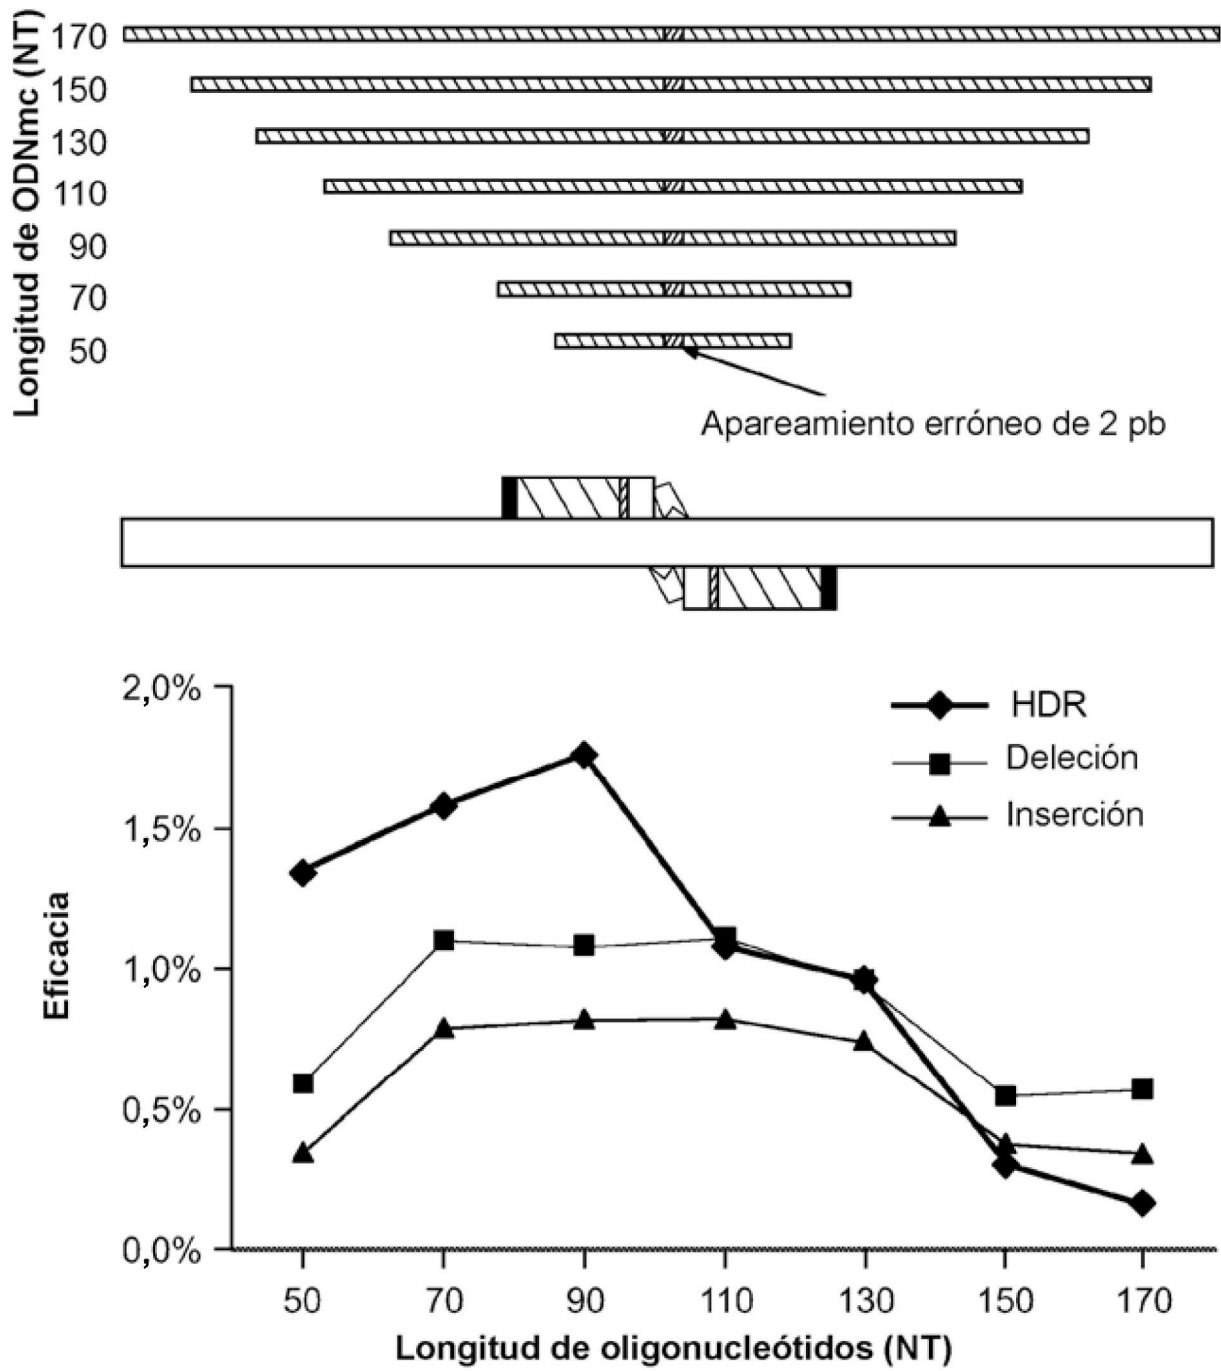 Longitud de ODNmc (NT)
170
150
130
110
90
70
50
Apareamiento erróneo de 2 pb
2,0%
1,5%
1,0%
0,5%
0,0%
Eficacia
HDR
Deleción
Inserción
50 70 90 110 130 150 170
Longitud de oligonucleótidos (NT)